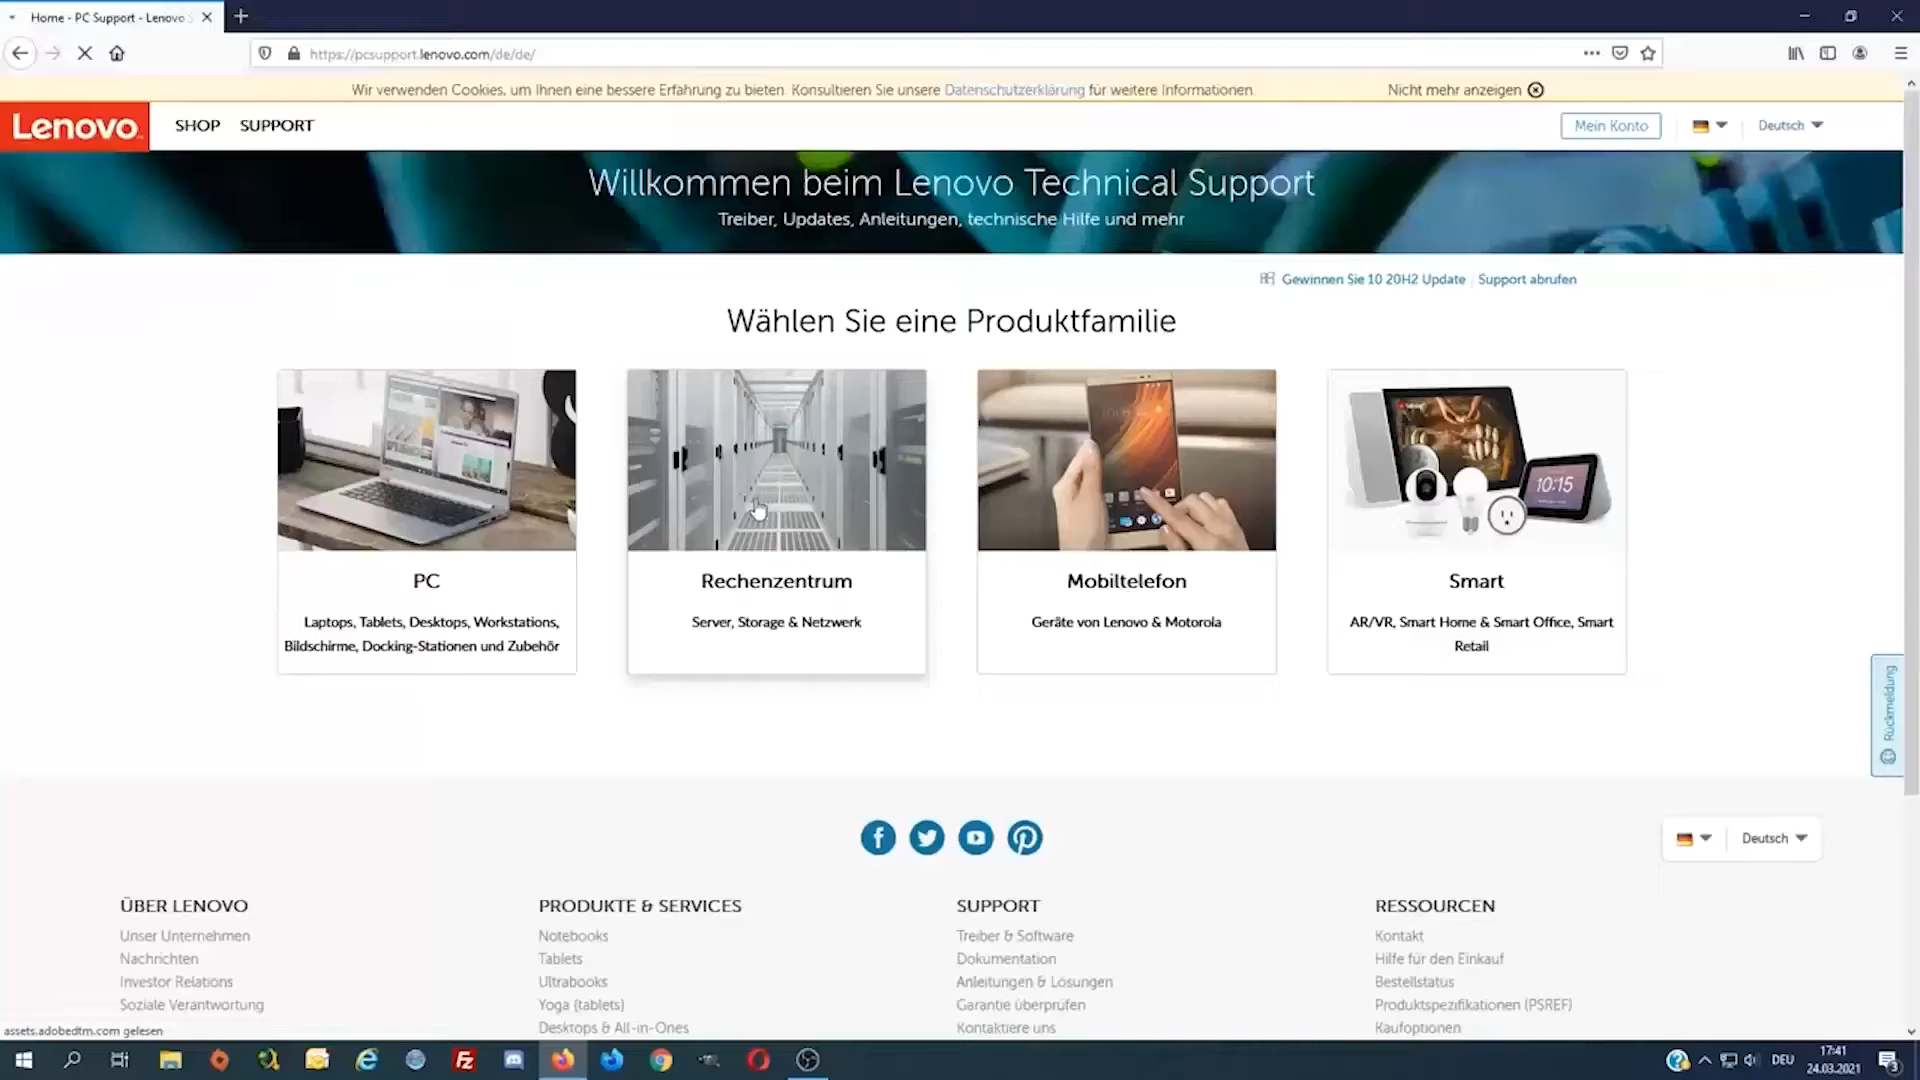 Home - PC Support - Lenovo S
https://pcsupport.lenovo.com/de/de/
Wir verwenden Cookies, um Ihnen eine bessere Erfahrung zu bieten. Konsultieren Sie unsere Datenschutzerklärung für weitere Informationen.
Nicht mehr anzeigen
Lenovo
SHOP SUPPORT
Mein Konto
Deutsch
Willkommen beim Lenovo Technical Support
Treiber, Updates, Anleitungen, technische Hilfe und mehr
Gewinnen Sie 10 20H2 Update | Support abrufen
Wählen Sie eine Produktfamilie
10:15
PC
Laptops, Tablets, Desktops, Workstations,
Bildschirme, Docking-Stationen und Zubehör
Rechenzentrum
Server, Storage & Netzwerk
Mobiltelefon
Geräte von Lenovo & Motorola
Smart
AR/VR, Smart Home & Smart Office, Smart
Retail
Rückmeldung
Deutsch
ÜBER LENOVO
Unser Unternehmen
Nachrichten
Investor Relations
Soziale Verantwortung
PRODUKTE & SERVICES
Notebooks
Tablets
Ultrabooks
Yoga (tablets)
Desktops & All-in-Ones
SUPPORT
Treiber & Software
Dokumentation
Anleitungen & Lösungen
Garantie überprüfen
Kontaktiere uns
RESSOURCEN
Kontakt
Hilfe für den Einkauf
Bestellstatus
Produktspezifikationen (PSREF)
Kaufoptionen
assets.adobedtm.com gelesen
DEU
17:41
24.03.2021
3